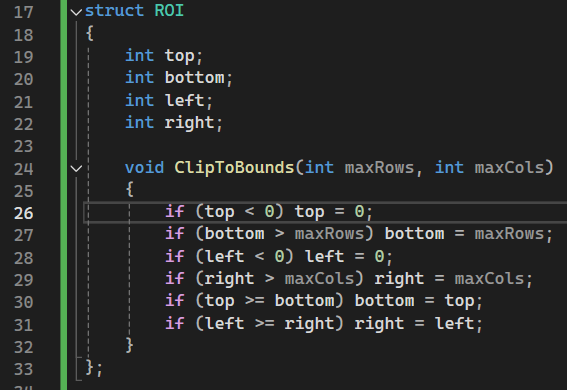 17 struct ROI
18 {
19 int top;
20 int bottom;
21 int left;
22 int right;
23
24 void ClipToBounds(int maxRows, int maxCols)
25 {
26 if (top < 0) top = 0;
27 if (bottom > maxRows) bottom = maxRows;
28 if (left < 0) left = 0;
29 if (right > maxCols) right = maxCols;
30 if (top >= bottom) bottom = top;
31 if (left >= right) right = left;
32 }
33 };